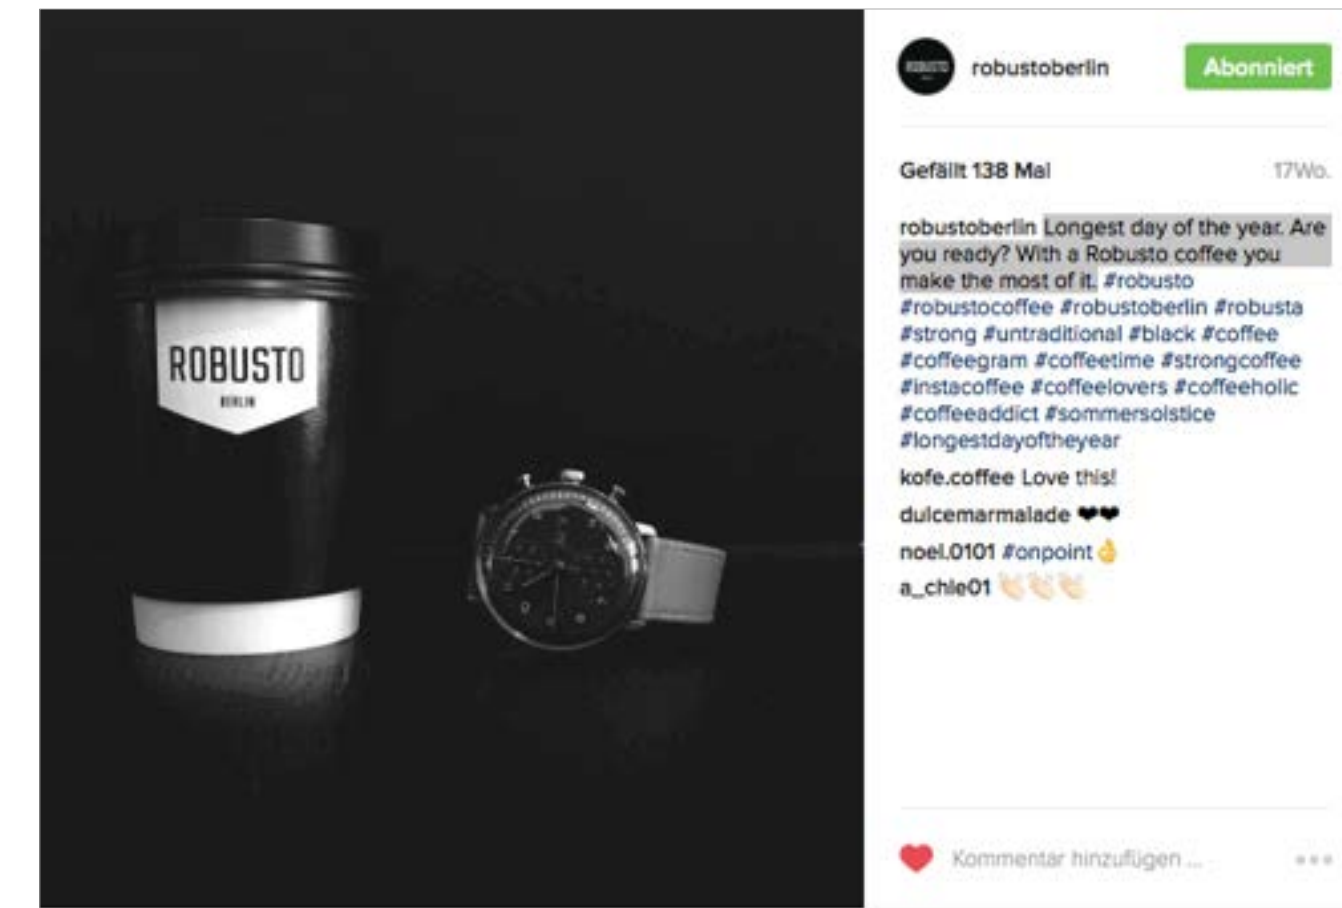 ROBUSTO
BERLIN
robustoberlin
Abonniert
Gefällt 138 Mal
17Wo.
robustoberlin Longest day of the year. Are
you ready? With a Robusto coffee you
make the most of it. #robusto
#robustocoffee #robustoberlin #robusta
#strong #untraditional #black #coffee
#coffeegram #coffeetime #strongcoffee
#instacoffee #coffeelovers #coffeeholic
#coffeeaddict #sommersolstice
#longestdayoftheyear
kofe.coffee Love this!
dulcemarmalade ❤❤
noel.0101 #onpoint👌
a_chle01 👏🏻👏🏻👏🏻
Kommentar hinzufügen ...